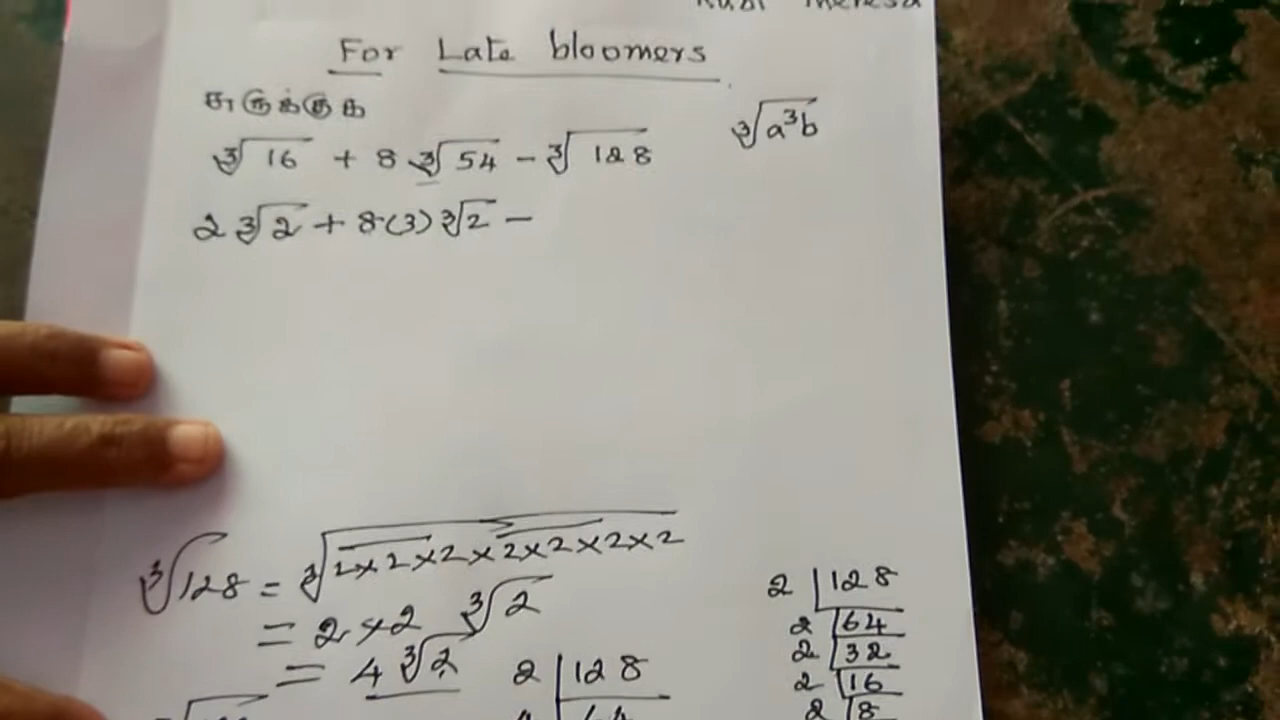 For Late bloomers
சுருக்குக
∛16 + 8 ∛54 - ∛128
∛a³b
2 ∛2 + 8(3) ∛2 -
∛128 = ∛2×2×2×2×2×2×2
= 2×2 ∛2
= 4 ∛2
2 | 128
2 | 128
2 | 64
2 | 32
2 | 16
2 | 8